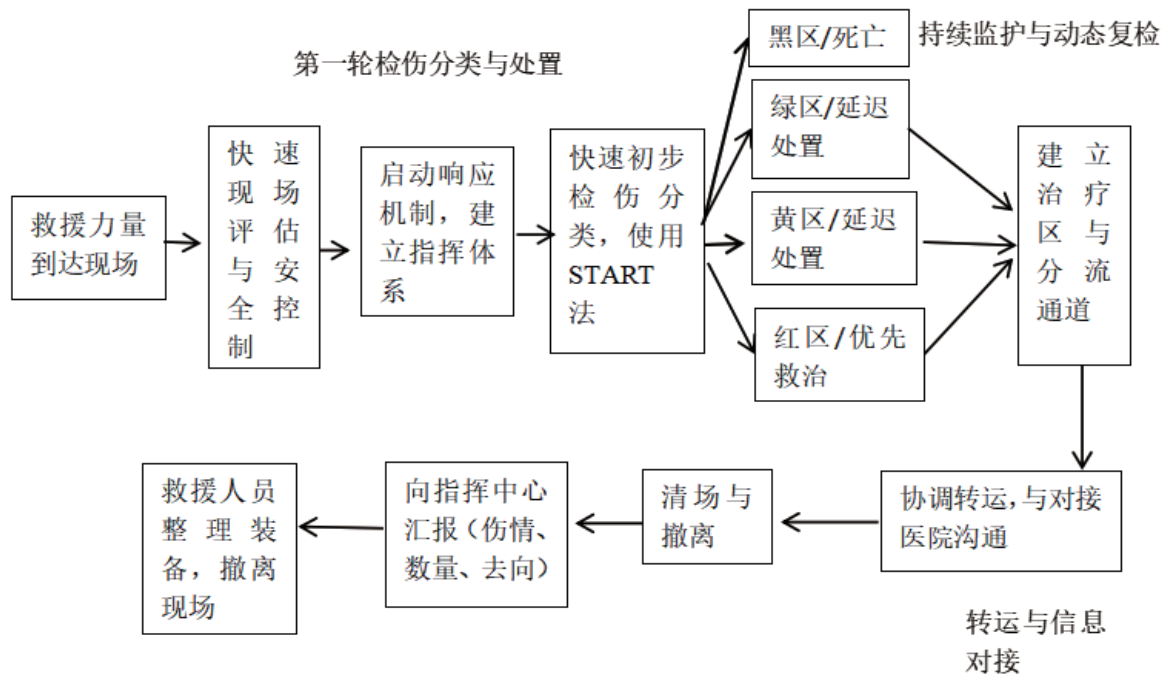 第一轮检伤分类与处置
持续监护与动态复检
救援力量
到达现场
快速
现场
评估
与安
全控
制
启动响应
机制，建
立指挥体
系
快速初步
检伤分
类，使用
START
法
黑区/死亡
绿区/延迟
处置
黄区/延迟
处置
红区/优先
救治
建立
治疗
区与
分流
通道
协调转运，与对接
医院沟通
转运与信息
对接
清场与
撤离
向指挥中心
汇报（伤情、
数量、去向）
救援人员
整理装
备，撤离
现场